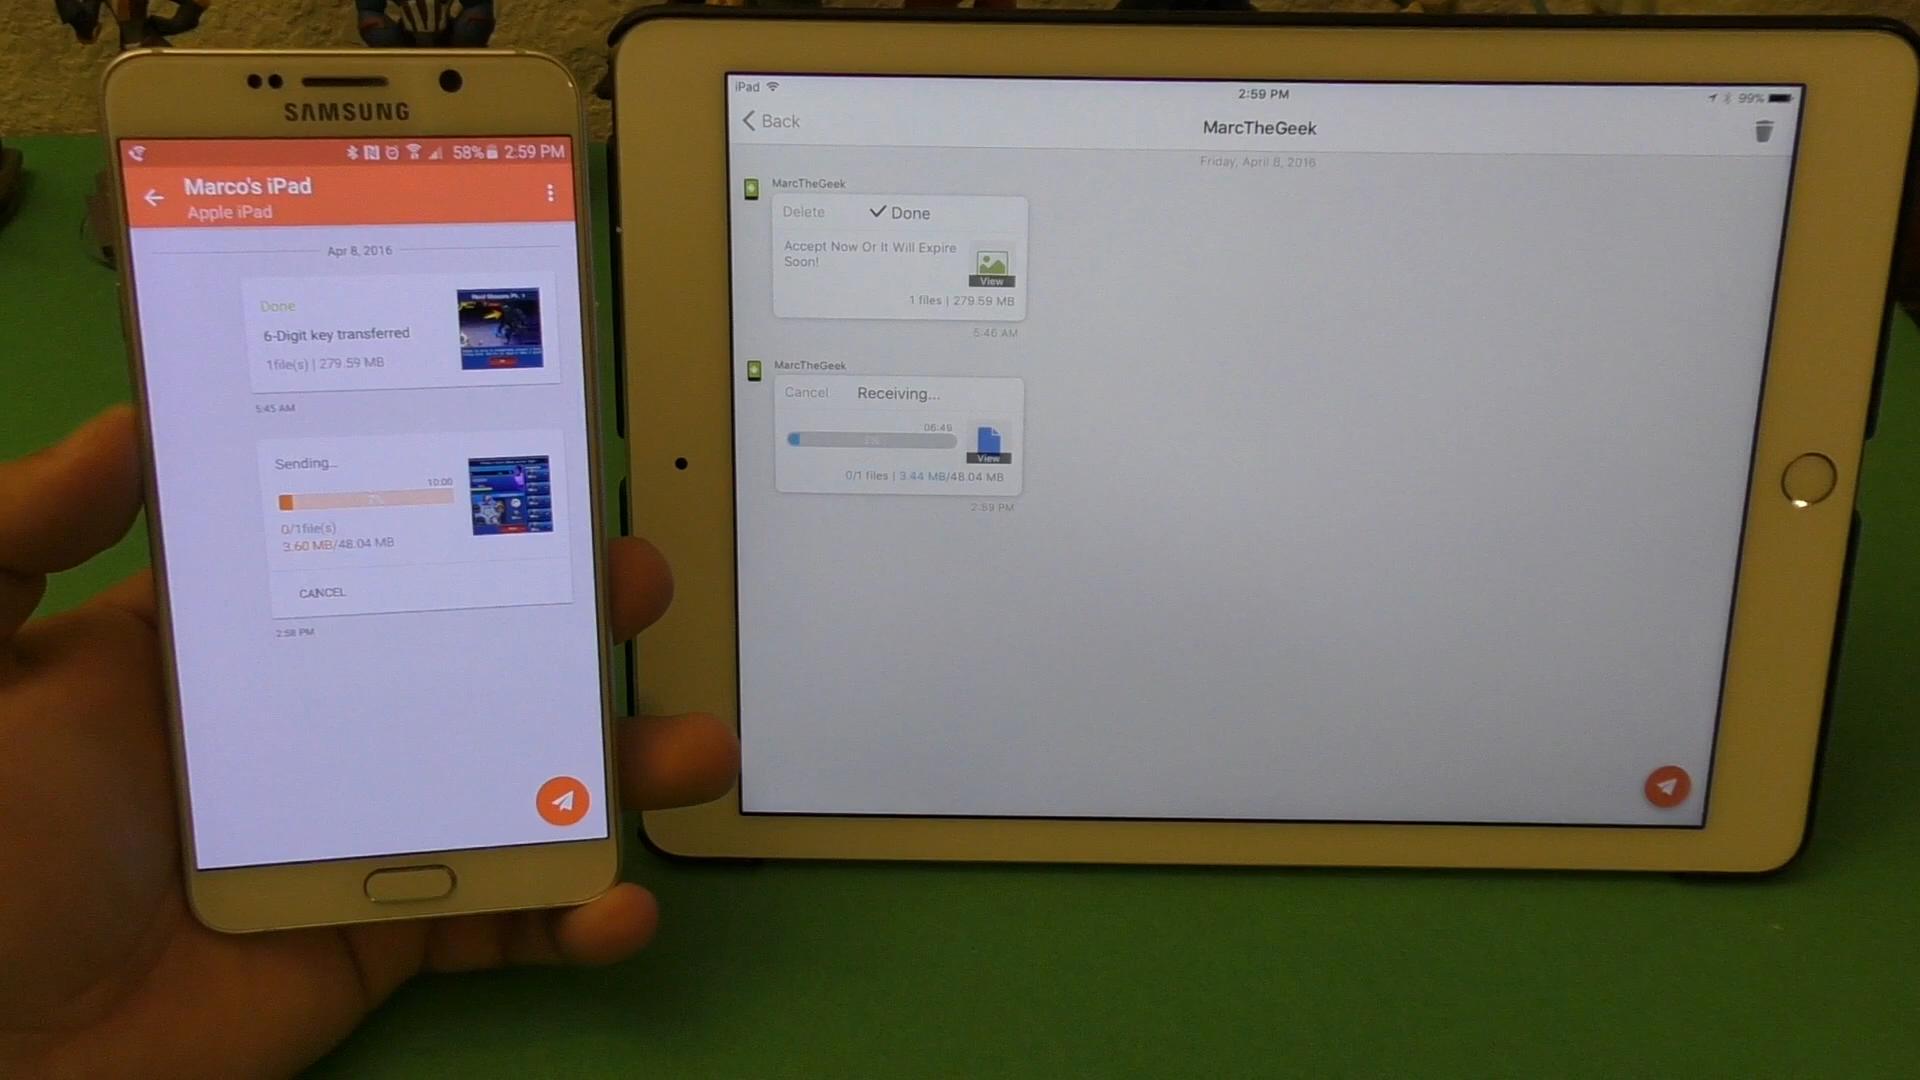 SAMSUNG
58% 2:59 PM
Marco's iPad
Apple iPad
Apr 8, 2016
Done
6-Digit key transferred
1file(s) | 279.59 MB
5:45 AM
Sending...
10:00
7%
0/1file(s)
3.60 MB/48.04 MB
CANCEL
2:58 PM
iPad
2:59 PM
99%
Back
MarcTheGeek
Friday, April 8, 2016
MarcTheGeek
Delete
Done
Accept Now Or It Will Expire
Soon!
View
1 files | 279.59 MB
5:46 AM
MarcTheGeek
Cancel
Receiving...
06:49
View
0/1 files | 3.44 MB/48.04 MB
2:59 PM